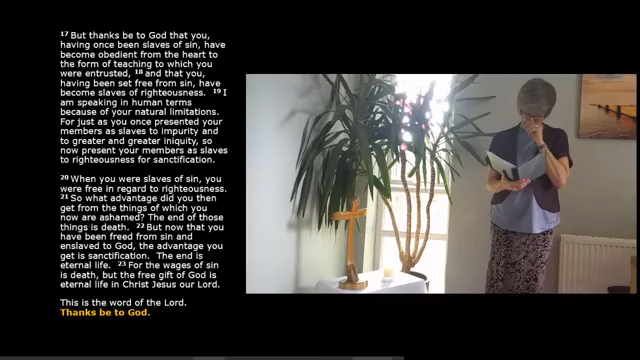 17 But thanks be to God that you,
having once been slaves of sin, have
become obedient from the heart to
the form of teaching to which you
were entrusted, 18 and that you,
having been set free from sin, have
become slaves of righteousness. 19 I
am speaking in human terms
because of your natural limitations.
For just as you once presented your
members as slaves to impurity and
to greater and greater iniquity, so
now present your members as slaves
to righteousness for sanctification.
20 When you were slaves of sin, you
were free in regard to righteousness.
21 So what advantage did you then
get from the things of which you
now are ashamed? The end of those
things is death. 22 But now that you
have been freed from sin and
enslaved to God, the advantage you
get is sanctification. The end is
eternal life. 23 For the wages of sin
is death, but the free gift of God is
eternal life in Christ Jesus our Lord.
This is the word of the Lord.
Thanks be to God.